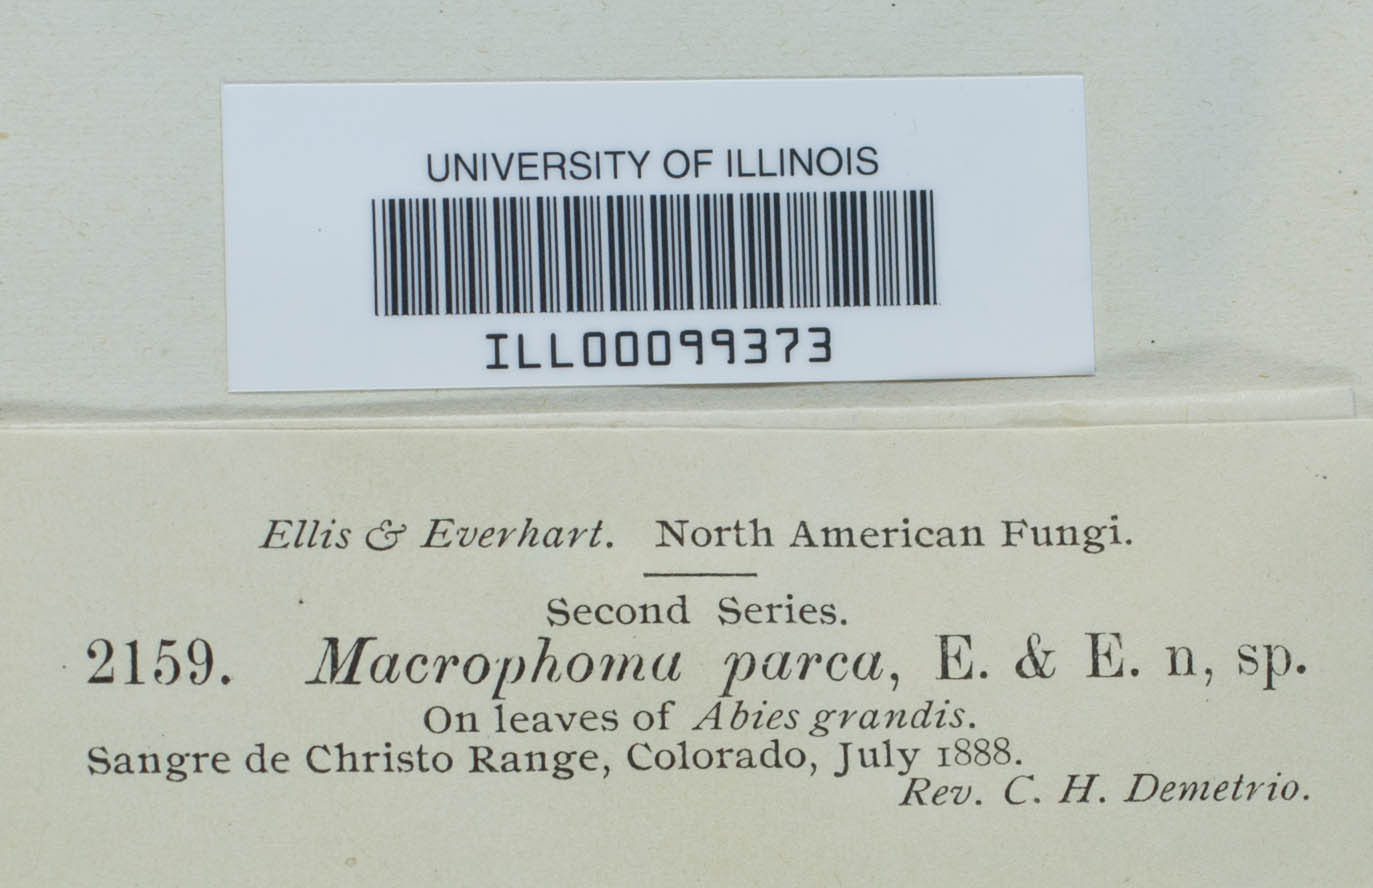 UNIVERSITY OF ILLINOIS
ILL00099373
Ellis & Everhart. North American Fungi.
Second Series.
2159. Macrophoma parca, E. & E. n, sp.
On leaves of Abies grandis.
Sangre de Christo Range, Colorado, July 1888.
Rev. C. H. Demetrio.